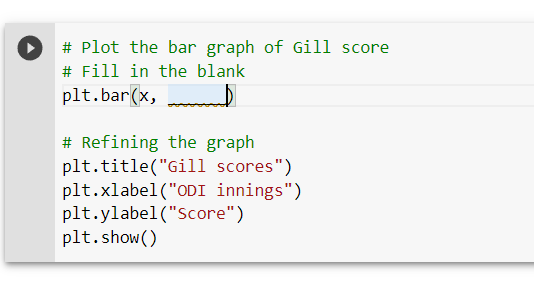 # Plot the bar graph of Gill score
# Fill in the blank
plt.bar(x, _______)
# Refining the graph
plt.title("Gill scores")
plt.xlabel("ODI innings")
plt.ylabel("Score")
plt.show()